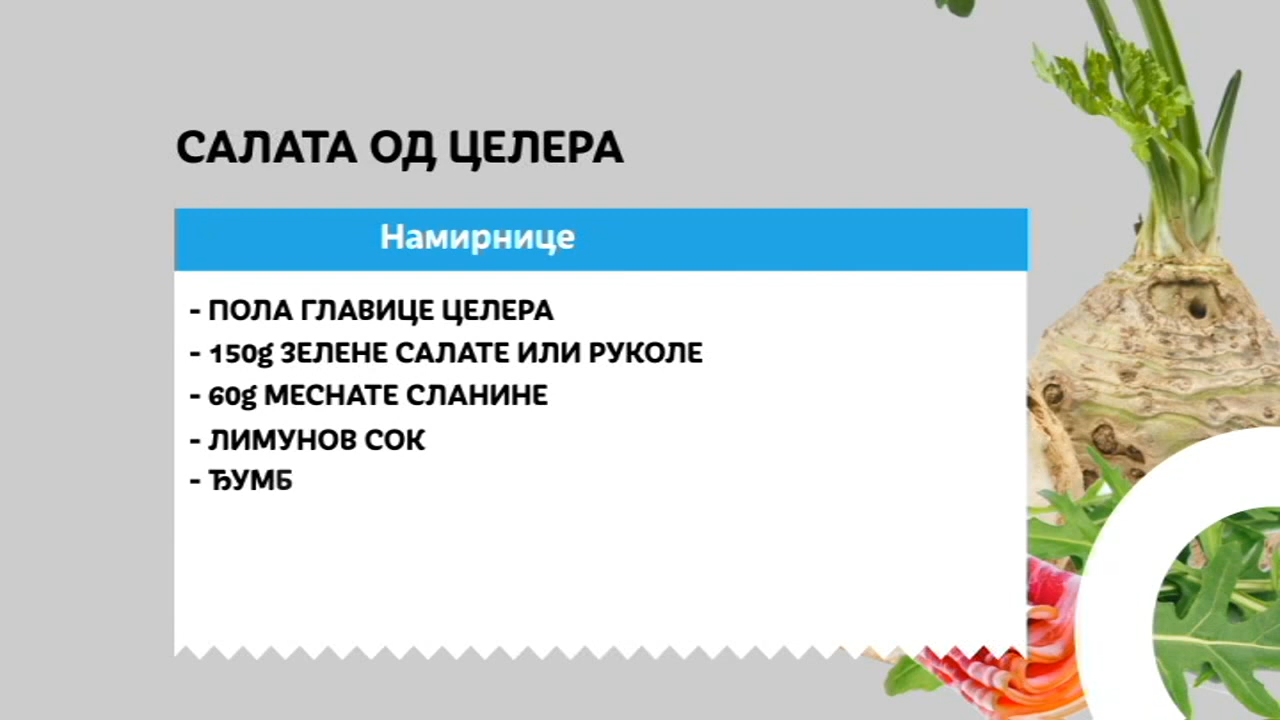 САЛАТА ОД ЦЕЛЕРА
Намирнице
- ПОЛА ГЛАВИЦЕ ЦЕЛЕРА
- 150g ЗЕЛЕНЕ САЛАТЕ ИЛИ РУКОЛЕ
- 60g МЕСНАТЕ СЛАНИНЕ
- ЛИМУНОВ СОК
- ЂУМБ